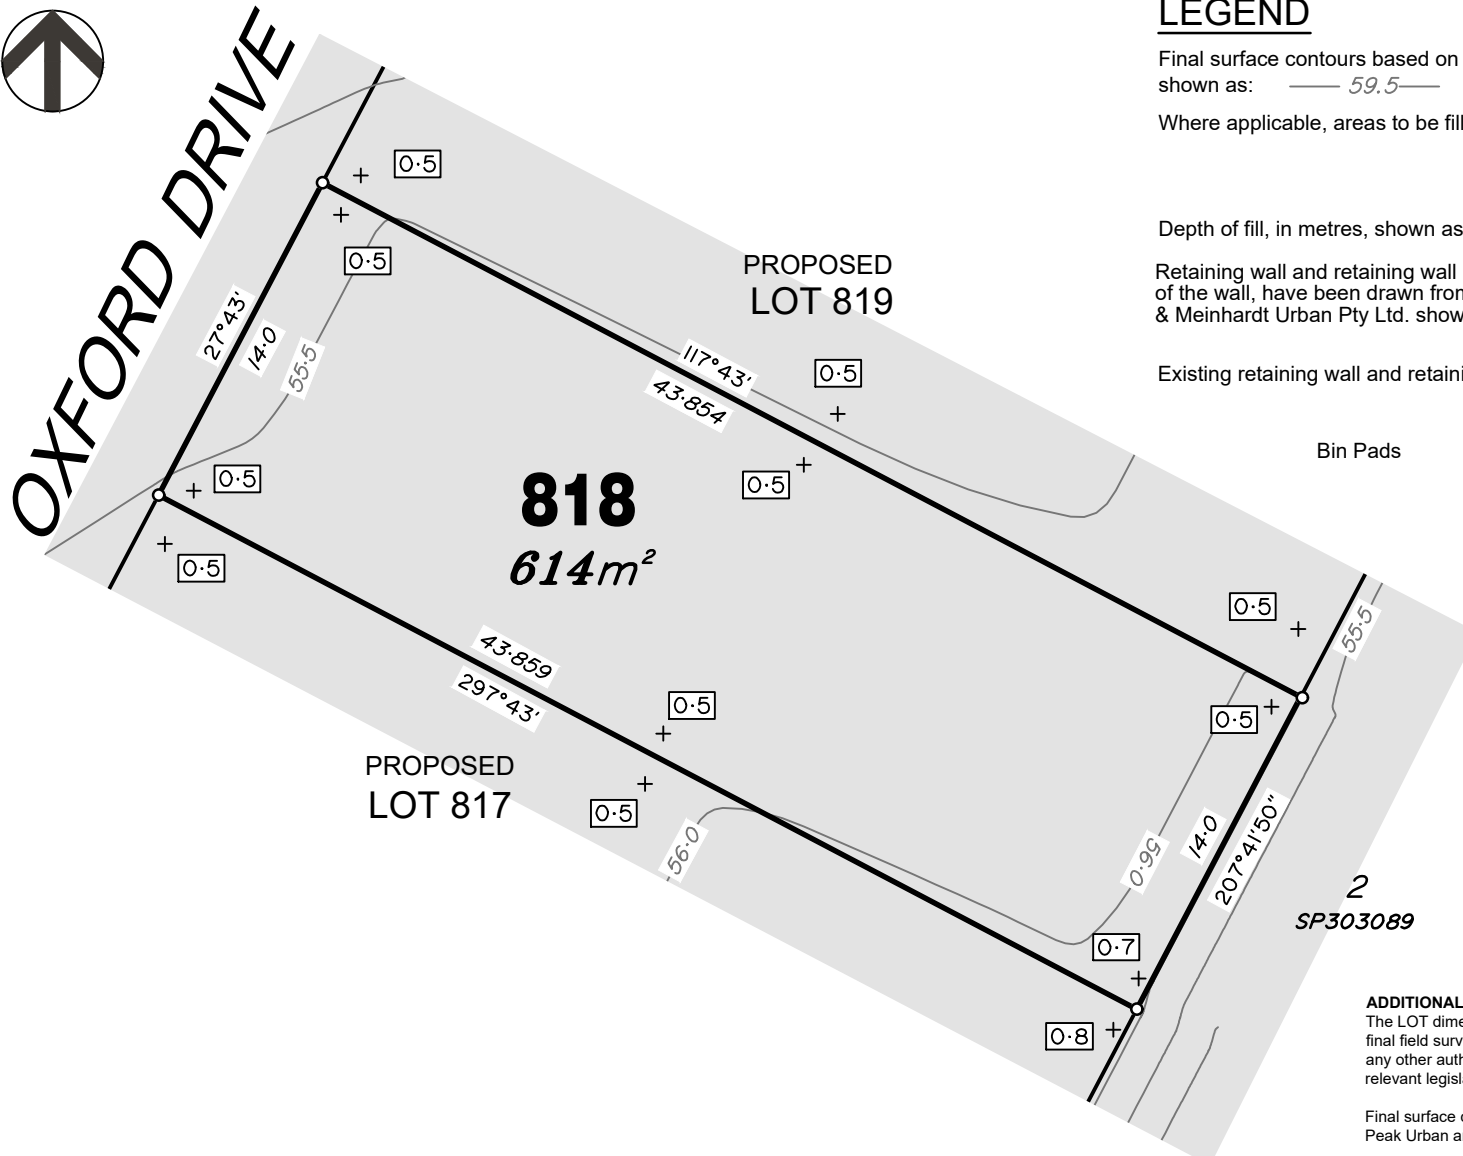 LEGEND
Final surface contours based on
shown as: 59.5
Where applicable, areas to be fill
Depth of fill, in metres, shown as
Retaining wall and retaining wall
of the wall, have been drawn from
& Meinhardt Urban Pty Ltd. show
Existing retaining wall and retaini
Bin Pads
OXFORD DRIVE
0·5
0·5
PROPOSED
LOT 819
27°43'
14·0
55·5
117°43'
43·854
0·5
0·5
0·5
818
614m²
0·5
43·859
297°43'
0·5
0·5
PROPOSED
LOT 817
56·0
0·5
55·5
0·5
56·0
14·0
207°41'50"
2
SP303089
0·7
0·8
ADDITIONAL
The LOT dime
final field surv
any other auth
relevant legisl
Final surface c
Peak Urban a